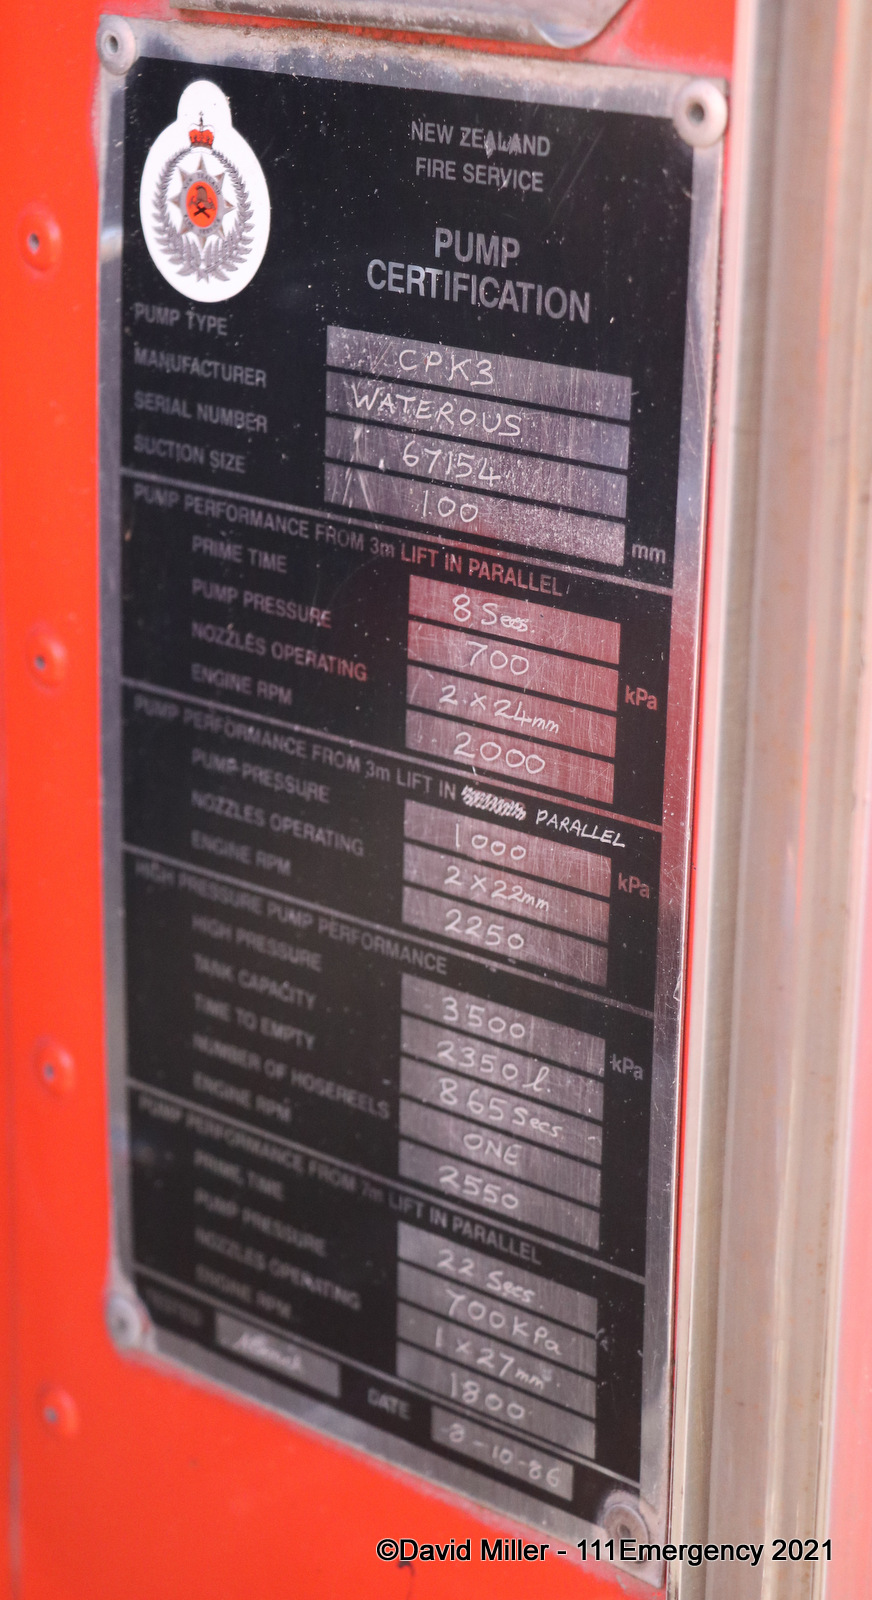 NEW ZEALAND
FIRE SERVICE
PUMP
CERTIFICATION
PUMP TYPE CPK3
MANUFACTURER WATEROUS
SERIAL NUMBER 67154
SUCTION SIZE 100 mm
PUMP PERFORMANCE FROM 3m LIFT IN PARALLEL
PRIME TIME 8 Secs.
PUMP PRESSURE 700 kPa
NOZZLES OPERATING 2 x 24mm
ENGINE RPM 2000
PUMP PERFORMANCE FROM 3m LIFT IN PARALLEL
PUMP PRESSURE 1000 kPa
NOZZLES OPERATING 2 x 22mm
ENGINE RPM 2250
HIGH PRESSURE PUMP PERFORMANCE
HIGH PRESSURE 3500 kPa
TANK CAPACITY 2350 l.
TIME TO EMPTY 865 Secs.
NUMBER OF HOSEREELS ONE
ENGINE RPM 2550
PUMP PERFORMANCE FROM 7m LIFT IN PARALLEL
PRIME TIME 22 Secs.
PUMP PRESSURE 700 KPa
NOZZLES OPERATING 1 x 27mm
ENGINE RPM 1800
DATE 8-10-86
©David Miller - 111Emergency 2021